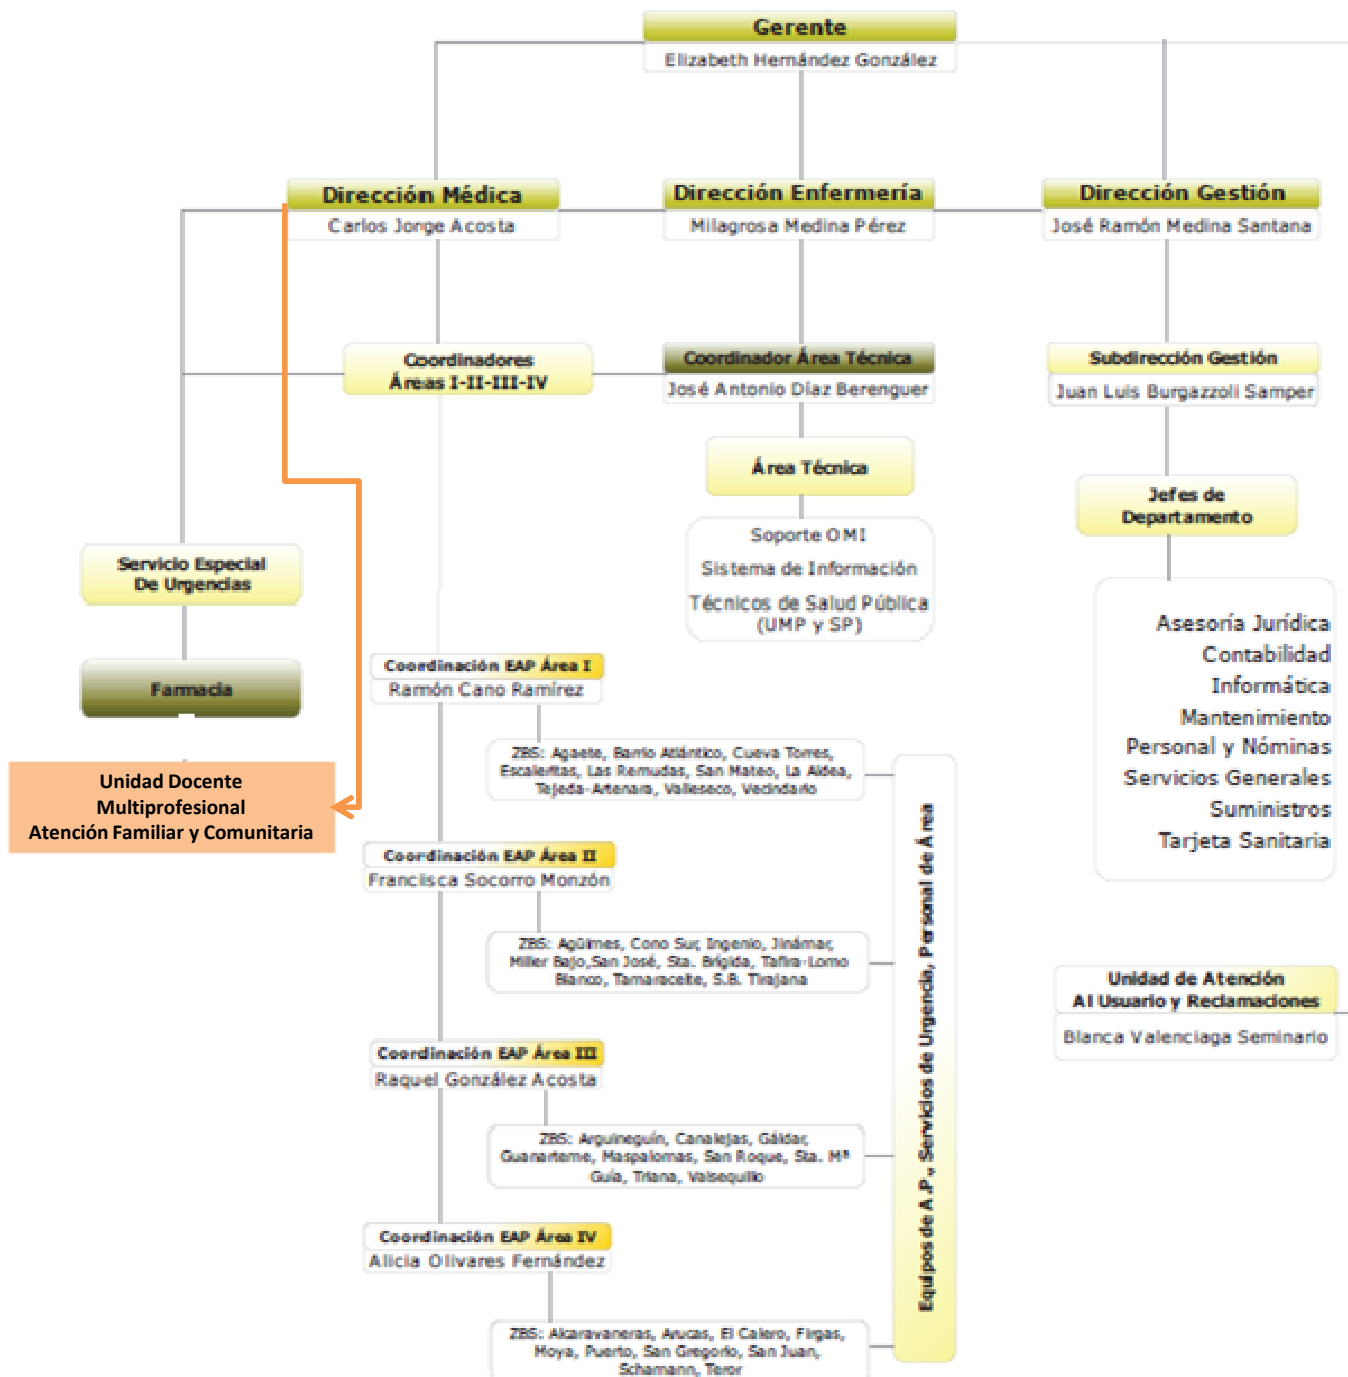 Gerente
Elizabeth Hernández González
Dirección Médica
Carlos Jorge Acosta
Dirección Enfermería
Milagrosa Medina Pérez
Dirección Gestión
José Ramón Medina Santana
Coordinadores
Áreas I-II-III-IV
Coordinador Área Técnica
José Antonio Díaz Berenguer
Subdirección Gestión
Juan Luis Burgazzoli Samper
Área Técnica
Soporte OMI
Sistema de Información
Técnicos de Salud Pública
(UMP y SP)
Jefes de
Departamento
Asesoría Jurídica
Contabilidad
Informática
Mantenimiento
Personal y Nóminas
Servicios Generales
Suministros
Tarjeta Sanitaria
Servicio Especial
De Urgencias
Farmacia
Unidad Docente
Multiprofesional
Atención Familiar y Comunitaria
Coordinación EAP Área I
Ramón Cano Ramírez
ZBS: Agaete, Barrio Atlántico, Cueva Torres,
Escaleritas, Las Remudas, San Mateo, La Aldea,
Tejeda-Artenara, Valleseco, Vecindario
Coordinación EAP Área II
Franciisca Socorro Monzón
ZBS: Agüimes, Cono Sur, Ingenio, Jinámar,
Miller Bajo,San José, Sta. Brígida, Tafira-Lomo
Blanco, Tamaraceite, S.B. Tirajana
Coordinación EAP Área III
Raquel González Acosta
ZBS: Arguineguín, Canalejas, Gáldar,
Guanarteme, Maspalomas, San Roque, Sta. Mª
Guía, Triana, Valsequillo
Coordinación EAP Área IV
Alicia Olivares Fernández
ZBS: Alcaravaneras, Arucas, El Calero, Firgas,
Moya, Puerto, San Gregorio, San Juan,
Schamann, Teror
Equipos de A.P., Servicios de Urgencia, Personal de Área
Unidad de Atención
Al Usuario y Reclamaciones
Blanca Valenciaga Seminario